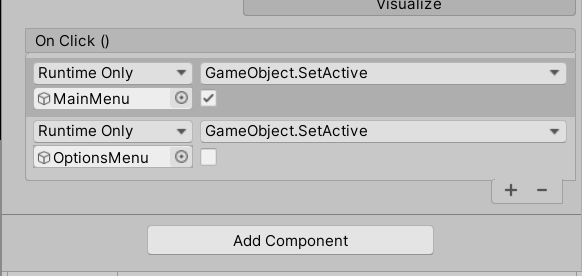 Visualize
On Click ()
Runtime Only GameObject.SetActive
MainMenu
Runtime Only GameObject.SetActive
OptionsMenu
Add Component